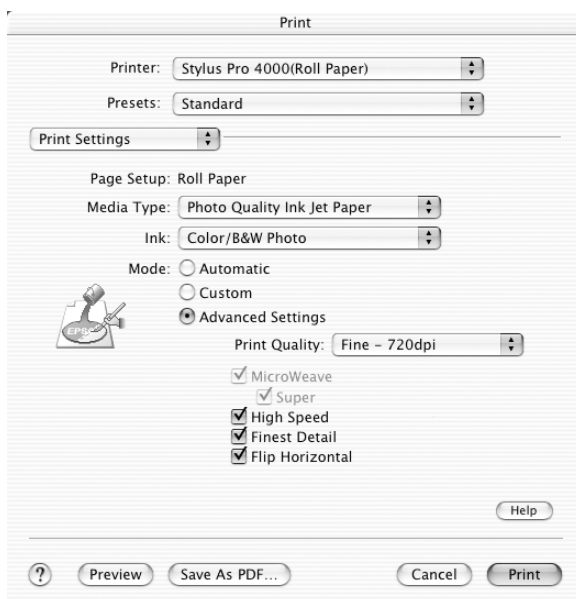 Print
Printer: Stylus Pro 4000(Roll Paper)
Presets: Standard
Print Settings
Page Setup: Roll Paper
Media Type: Photo Quality Ink Jet Paper
Ink: Color/B&W Photo
Mode: Automatic
Custom
EPSO
Advanced Settings
Print Quality: Fine – 720dpi
MicroWeave
Super
High Speed
Finest Detail
Flip Horizontal
Help
? Preview Save As PDF... Cancel Print